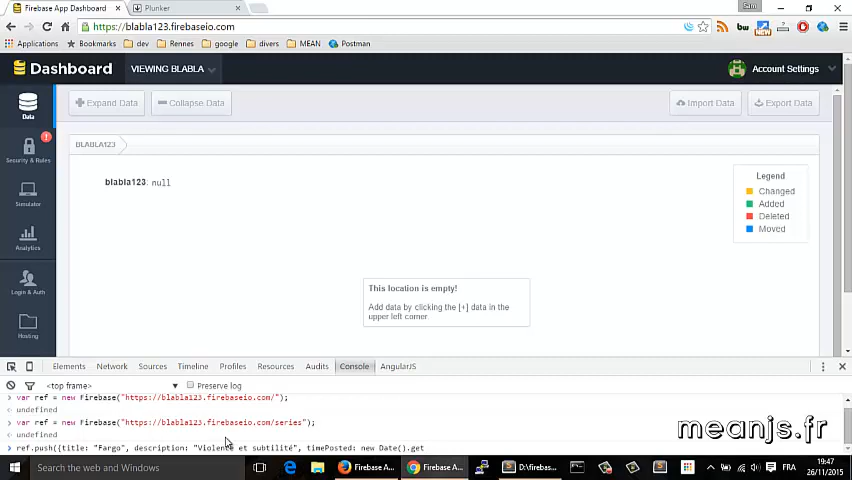 Sam
Firebase App Dashboard
Plunker
https://blabla123.firebaseio.com
Applications
Bookmarks
dev
Rennes
google
divers
MEAN
Postman
Dashboard
VIEWING BLABLA
Account Settings
Data
Expand Data
Collapse Data
Import Data
Export Data
BLABLA123
Security & Rules
blabla123: null
Legend
Changed
Added
Deleted
Moved
Simulator
Analytics
This location is empty!
Add data by clicking the [+] data in the
upper left corner
Login & Auth
Hosting
Elements Network Sources Timeline Profiles Resources Audits Console AngularJS
<top frame>
Preserve log
var ref = new Firebase("https://blabla123.firebaseio.com/");
undefined
var ref = new Firebase("https://blabla123.firebaseio.com/series");
undefined
ref.push({title: "Fargo", description: "Violence et subtilité", timePosted: new Date().get
meanjs.fr
Search the web and Windows
Firebase A...
Firebase A...
D:\firebas...
FRA
19:47
26/11/2015